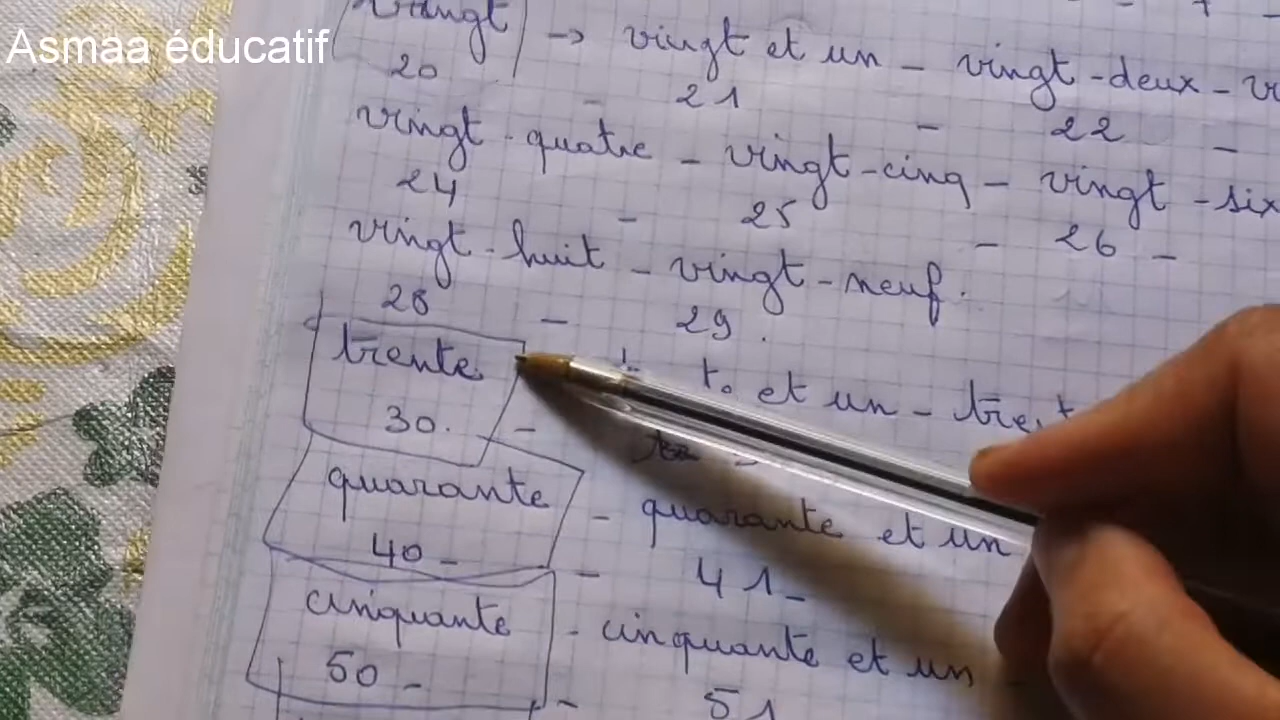 Asmaa éducatif
vingt → vingt et un - vingt-deux -
20 - 21 - 22 -
vingt-quatre - vingt-cinq - vingt-six
24 - 25 - 26 -
vingt-huit - vingt-neuf.
28 - 29.
trente et un -
30. -
quarante - quarante et un
40 - - 41 -
cinquante - cinquante et un -
50 - - 51